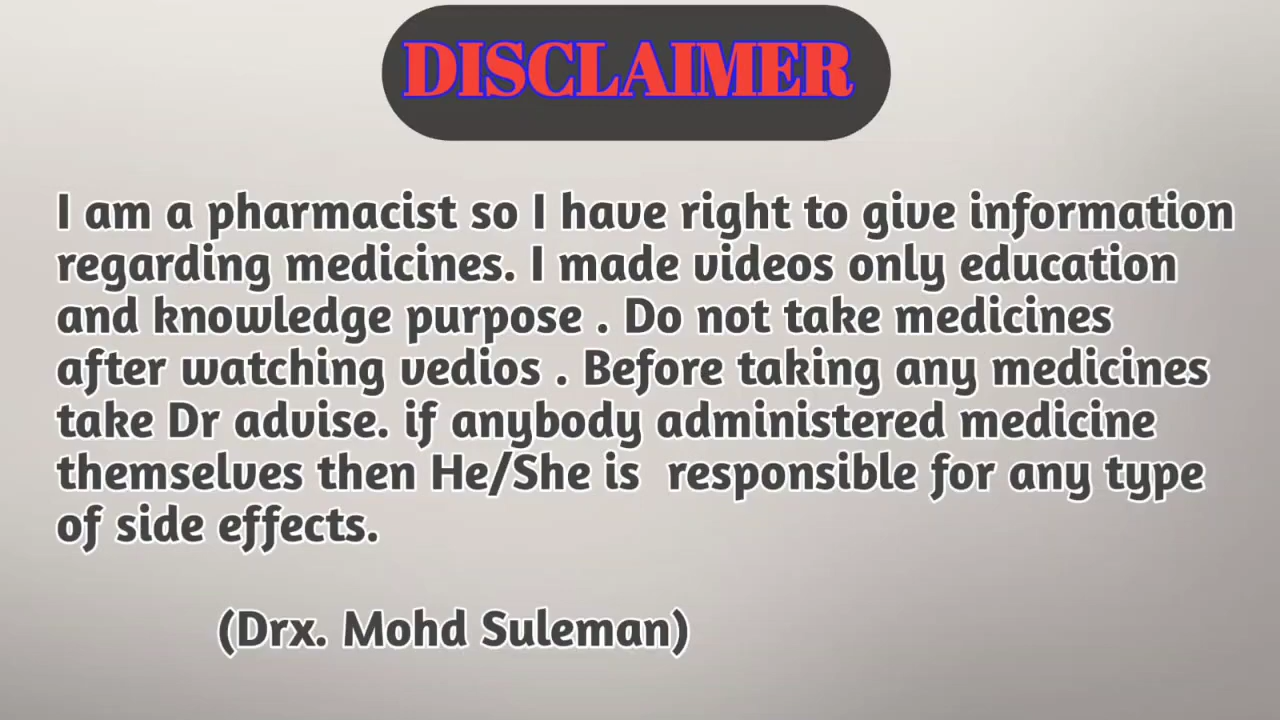 DISCLAIMER
I am a pharmacist so I have right to give information
regarding medicines. I made videos only education
and knowledge purpose . Do not take medicines
after watching vedios . Before taking any medicines
take Dr advise. if anybody administered medicine
themselves then He/She is  responsible for any type
of side effects.
(Drx. Mohd Suleman)